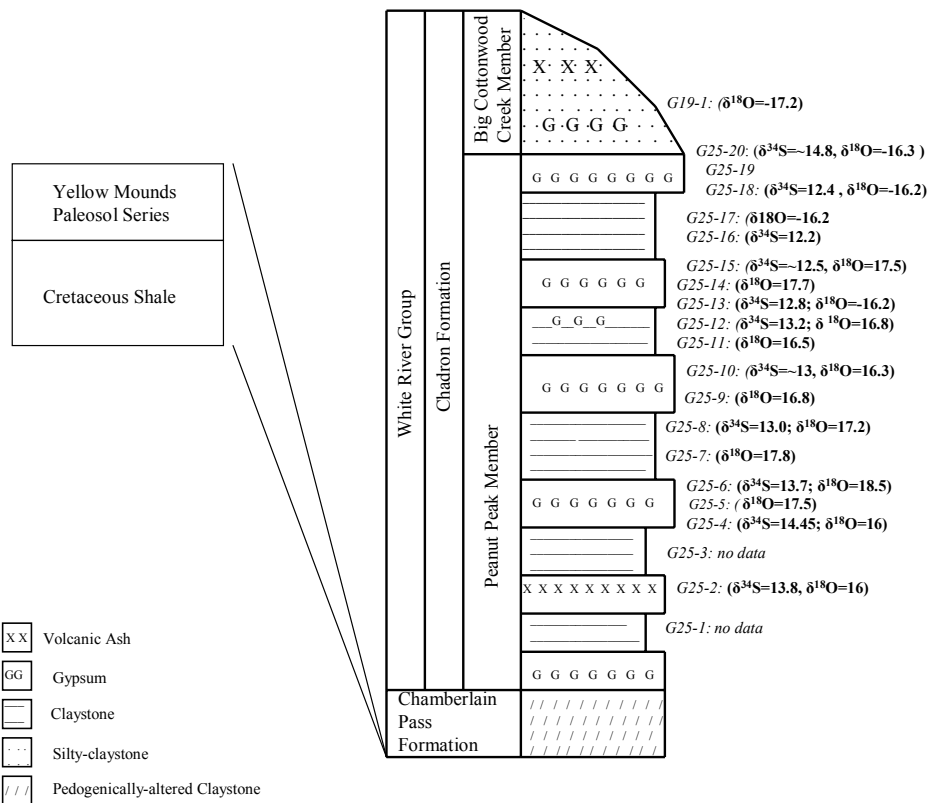 Big Cottonwood
Creek Member
X X X
G G G G
G19-1: (δ¹⁸O=-17.2)
G25-20: (δ³⁴S=~14.8, δ¹⁸O=-16.3 )
G25-19
G25-18: (δ³⁴S=12.4 , δ¹⁸O=-16.2)
G G G G G G G G
Yellow Mounds
Paleosol Series
Cretaceous Shale
G25-17: (δ18O=-16.2
G25-16: (δ³⁴S=12.2)
G25-15: (δ³⁴S=~12.5, δ¹⁸O=17.5)
G25-14: (δ¹⁸O=17.7)
G25-13: (δ³⁴S=12.8; δ¹⁸O=-16.2)
G G G G G G
G25-12: (δ³⁴S=13.2; δ ¹⁸O=16.8)
G25-11: (δ¹⁸O=16.5)
G G G
White River Group
Chadron Formation
Peanut Peak Member
G25-10: (δ³⁴S=~13, δ¹⁸O=16.3)
G25-9: (δ¹⁸O=16.8)
G G G G G G G
G25-8: (δ³⁴S=13.0; δ¹⁸O=17.2)
G25-7: (δ¹⁸O=17.8)
G25-6: (δ³⁴S=13.7; δ¹⁸O=18.5)
G25-5: ( δ¹⁸O=17.5)
G25-4: (δ³⁴S=14.45; δ¹⁸O=16)
G G G G G G G
G25-3: no data
G25-2: (δ³⁴S=13.8, δ¹⁸O=16)
X X X X X X X X X
G25-1: no data
G G G G G G G
Chamberlain
Pass
Formation
XX Volcanic Ash
GG Gypsum
Claystone
Silty-claystone
/ / / Pedogenically-altered Claystone